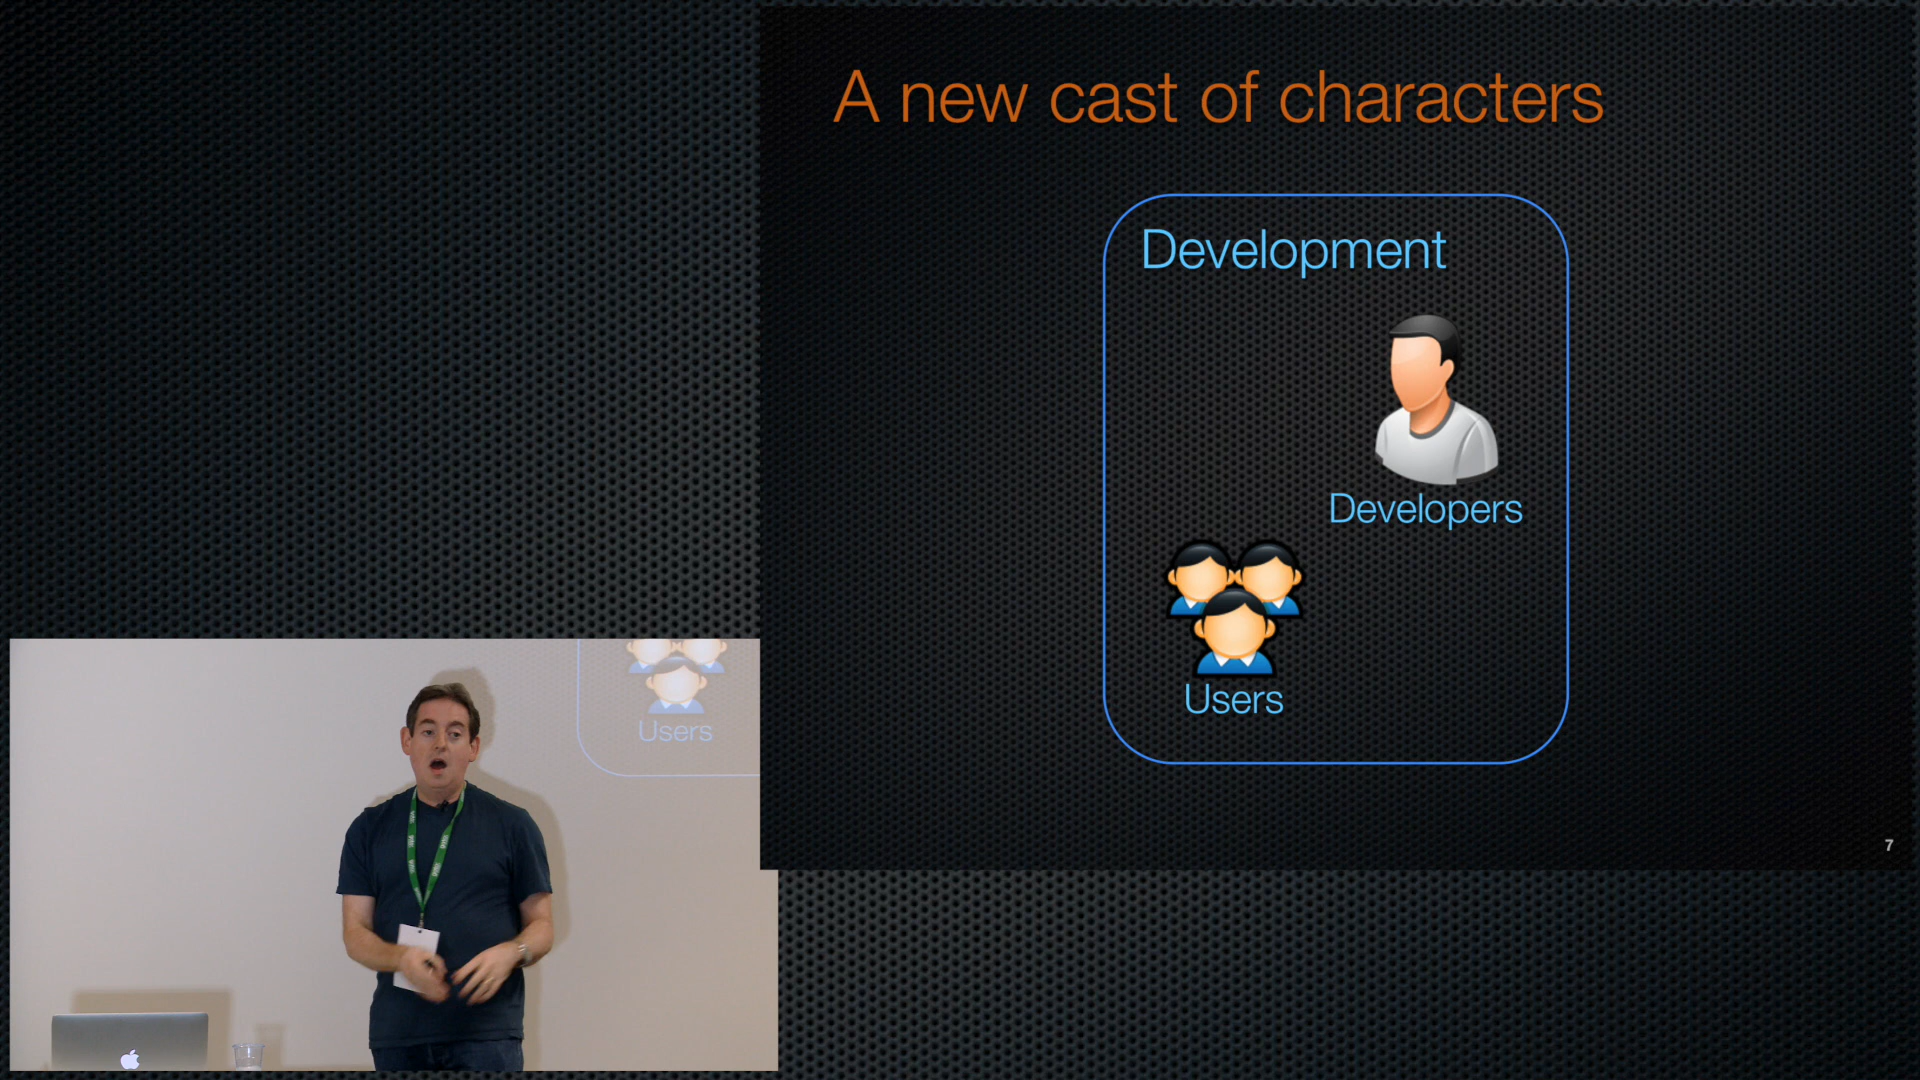 A new cast of characters
Development
Developers
Users
Users
7